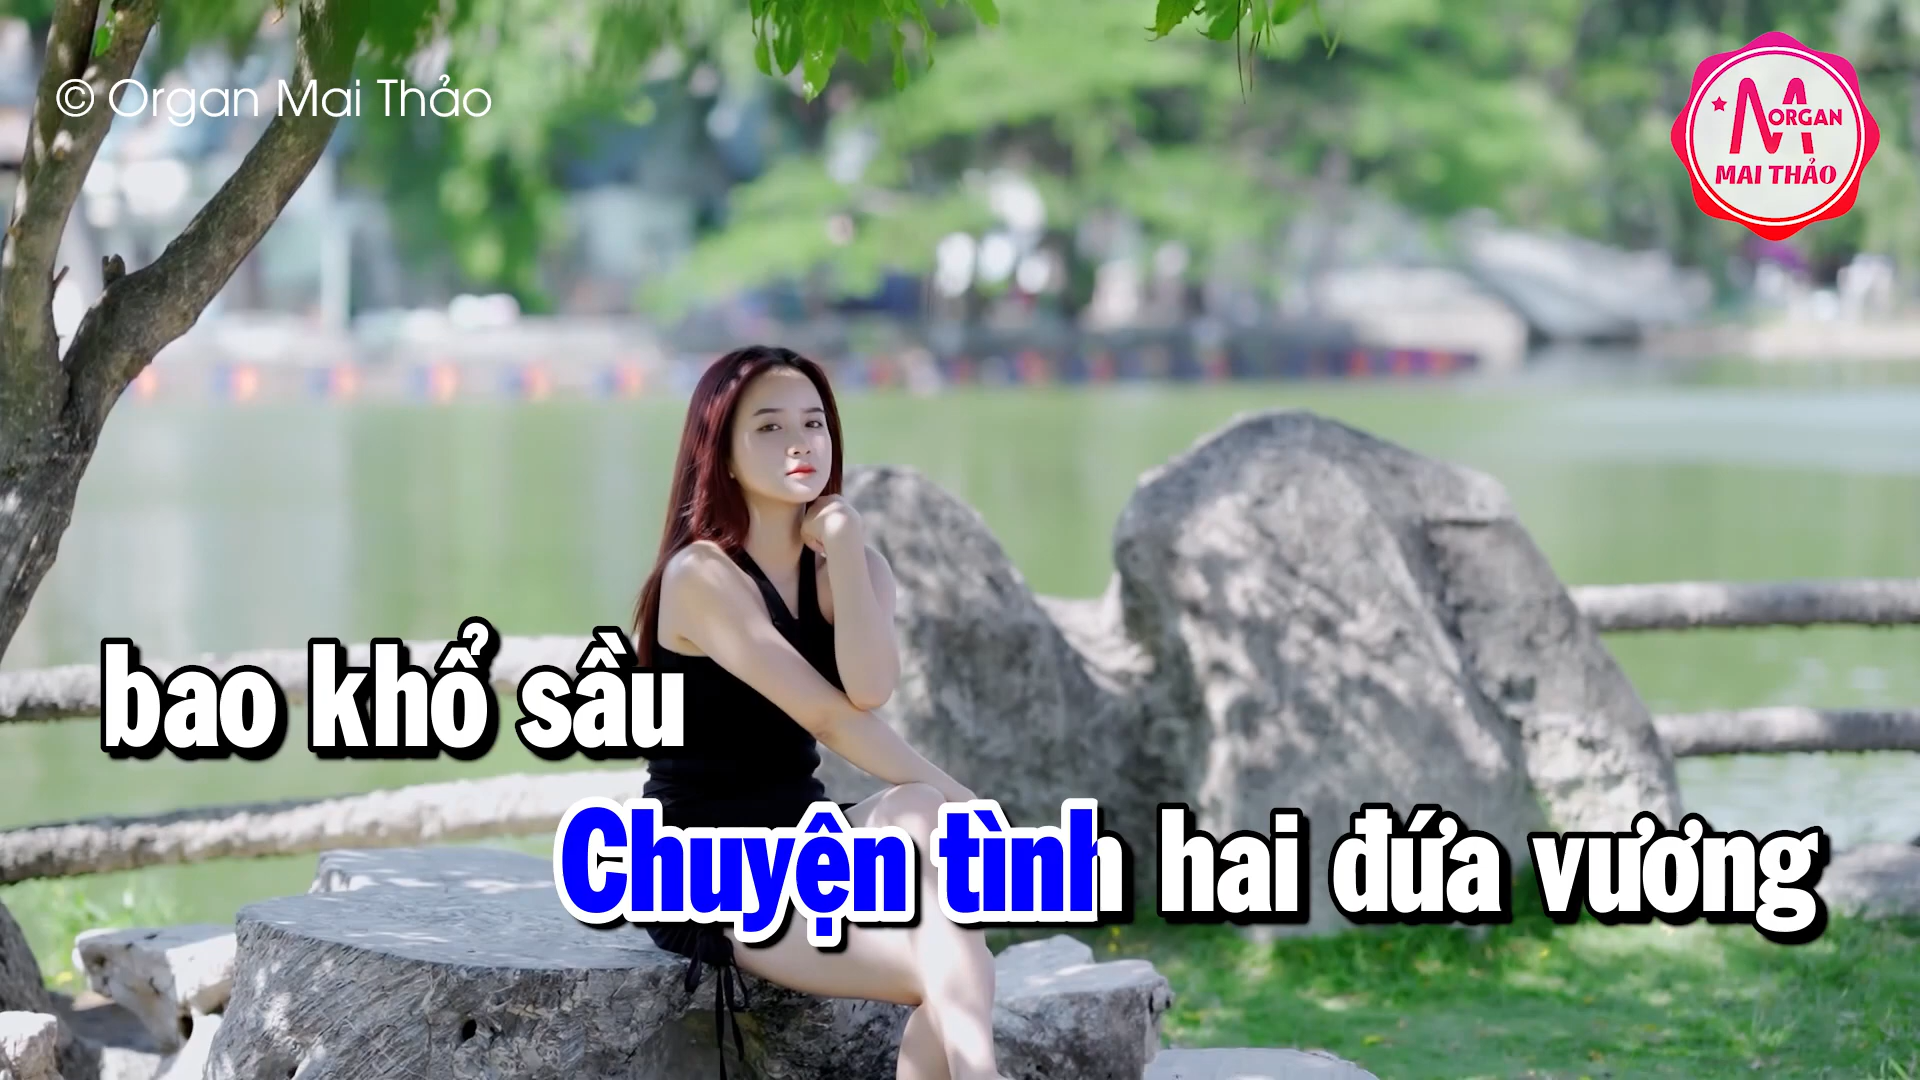 © Organ Mai Thảo
M ORGAN
MAI THẢO
bao khổ sầu
Chuyện tình hai đứa vương